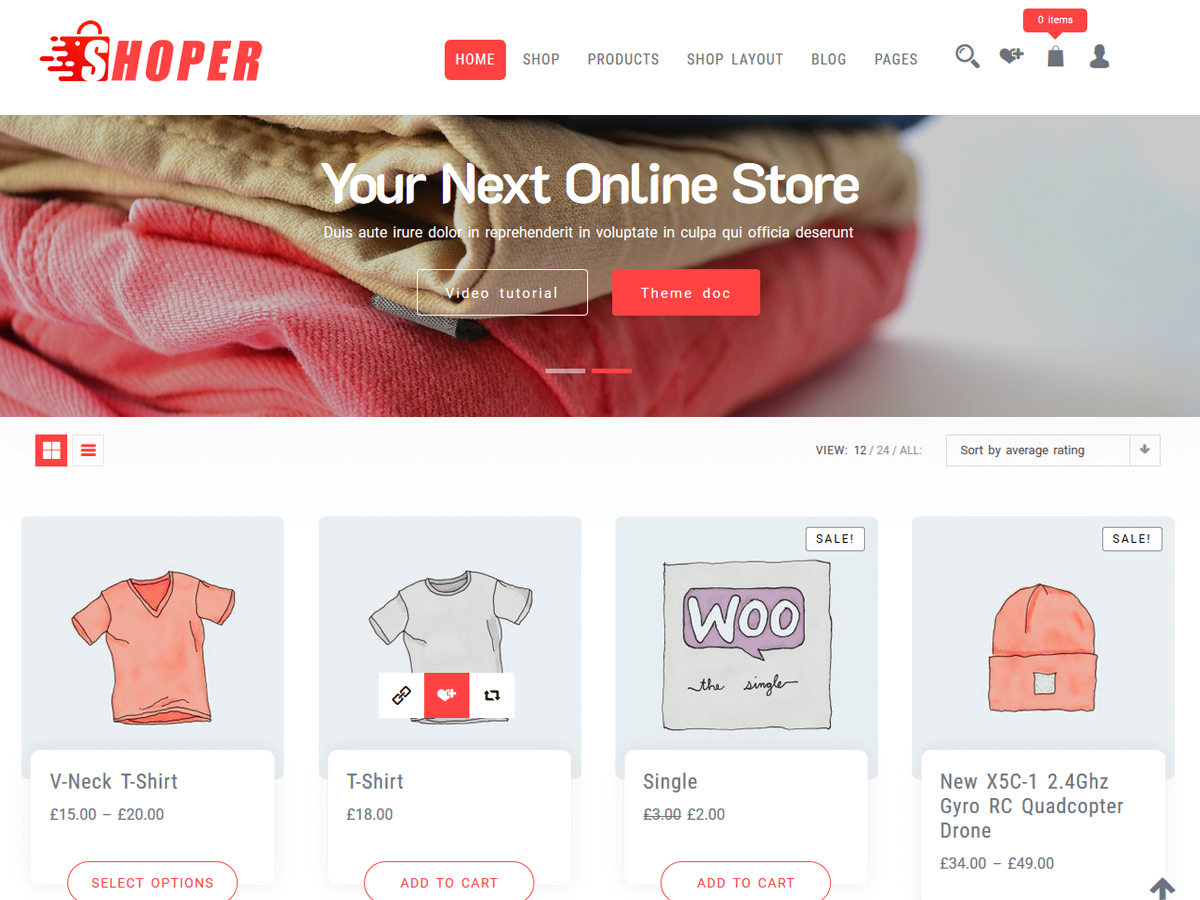 0 items
SHOPER
HOME SHOP PRODUCTS SHOP LAYOUT BLOG PAGES
Your Next Online Store
Duis aute irure dolor in reprehenderit in voluptate in culpa qui officia deserunt
Video tutorial Theme doc
VIEW: 12 / 24 / ALL: Sort by average rating
SALE! SALE!
WOO
the single
V-Neck T-Shirt
£15.00 – £20.00
SELECT OPTIONS
T-Shirt
£18.00
ADD TO CART
Single
£3.00 £2.00
ADD TO CART
New X5C-1 2.4Ghz
Gyro RC Quadcopter
Drone
£34.00 – £49.00